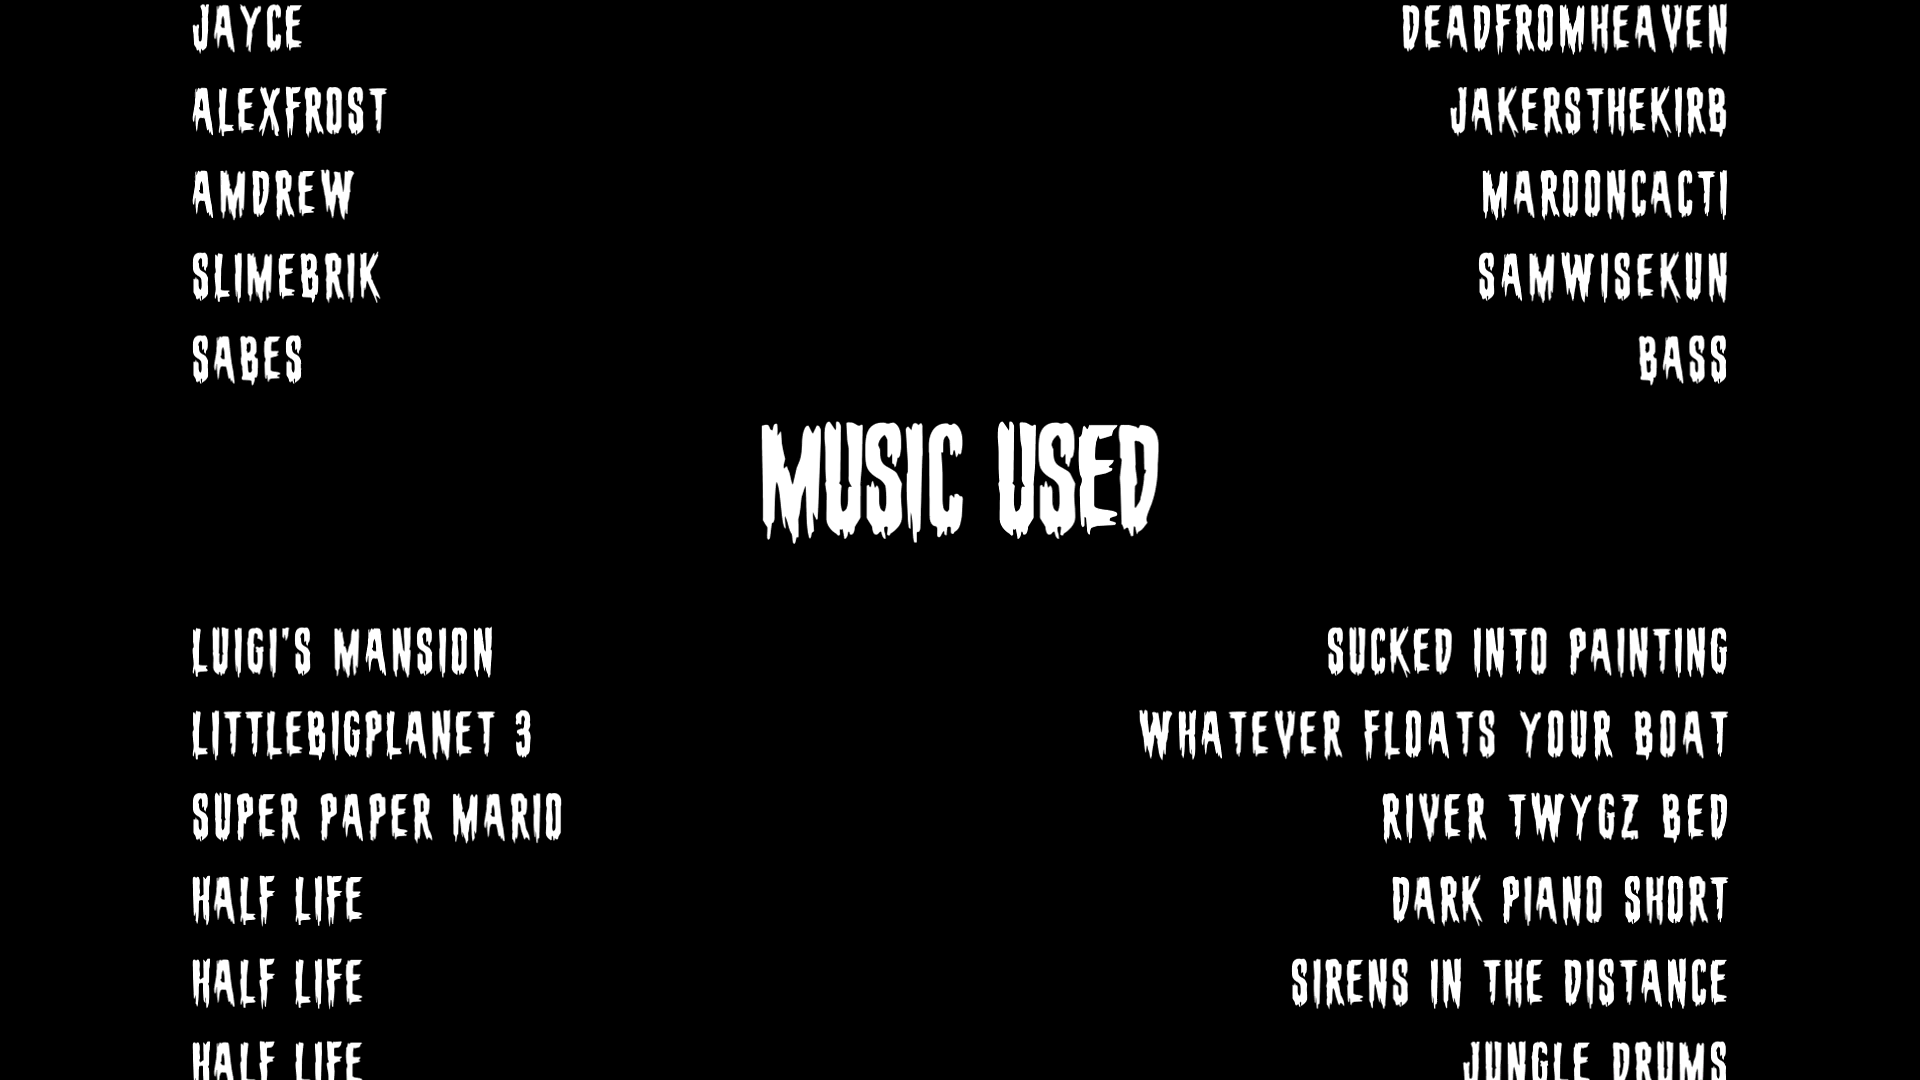 JAYCE DEADFROMHEAVEN
ALEXFROST JAKERSTHEKIRB
AMDREW MAROONCACTI
SLIMEBRIK SAMWISEKUN
SABES BASS
MUSIC USED
LUIGI'S MANSION SUCKED INTO PAINTING
LITTLEBIGPLANET 3 WHATEVER FLOATS YOUR BOAT
SUPER PAPER MARIO RIVER TWYGZ BED
HALF LIFE DARK PIANO SHORT
HALF LIFE SIRENS IN THE DISTANCE
HALF LIFE JUNGLE DRUMS